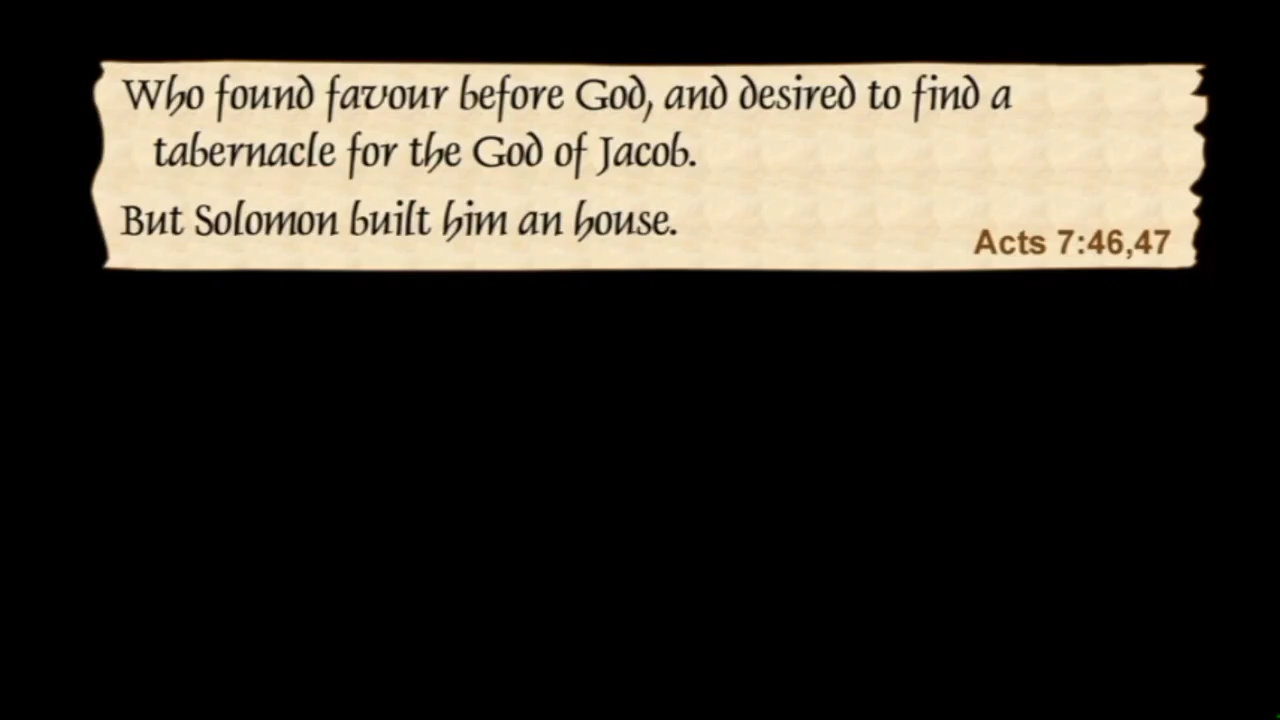 Who found favour before God, and desired to find a
tabernacle for the God of Jacob.
But Solomon built him an house.
Acts 7:46,47